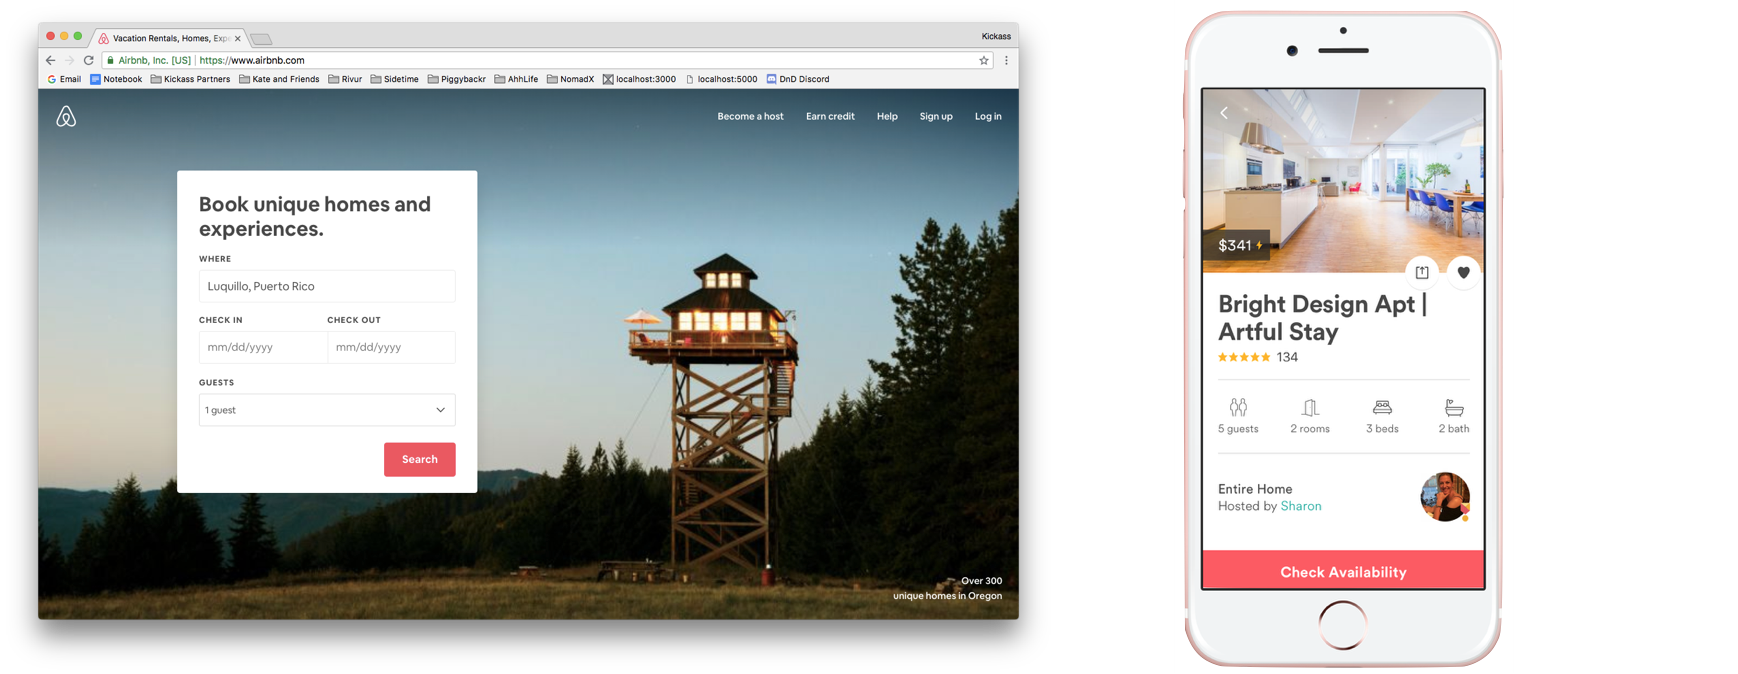 Vacation Rentals, Homes, Exp
Kickass
Airbnb, Inc. [US] | https://www.airbnb.com
Email Notebook Kickass Partners Kate and Friends Rivur Sidetime Piggybackr AhhLife NomadX localhost:3000 localhost:5000 DnD Discord
Become a host Earn credit Help Sign up Log in
Book unique homes and
experiences.
WHERE
Luquillo, Puerto Rico
CHECK IN CHECK OUT
mm/dd/yyyy mm/dd/yyyy
GUESTS
1 guest
Search
Over 300
unique homes in Oregon
$341
Bright Design Apt |
Artful Stay
134
5 guests 2 rooms 3 beds 2 bath
Entire Home
Hosted by Sharon
Check Availability